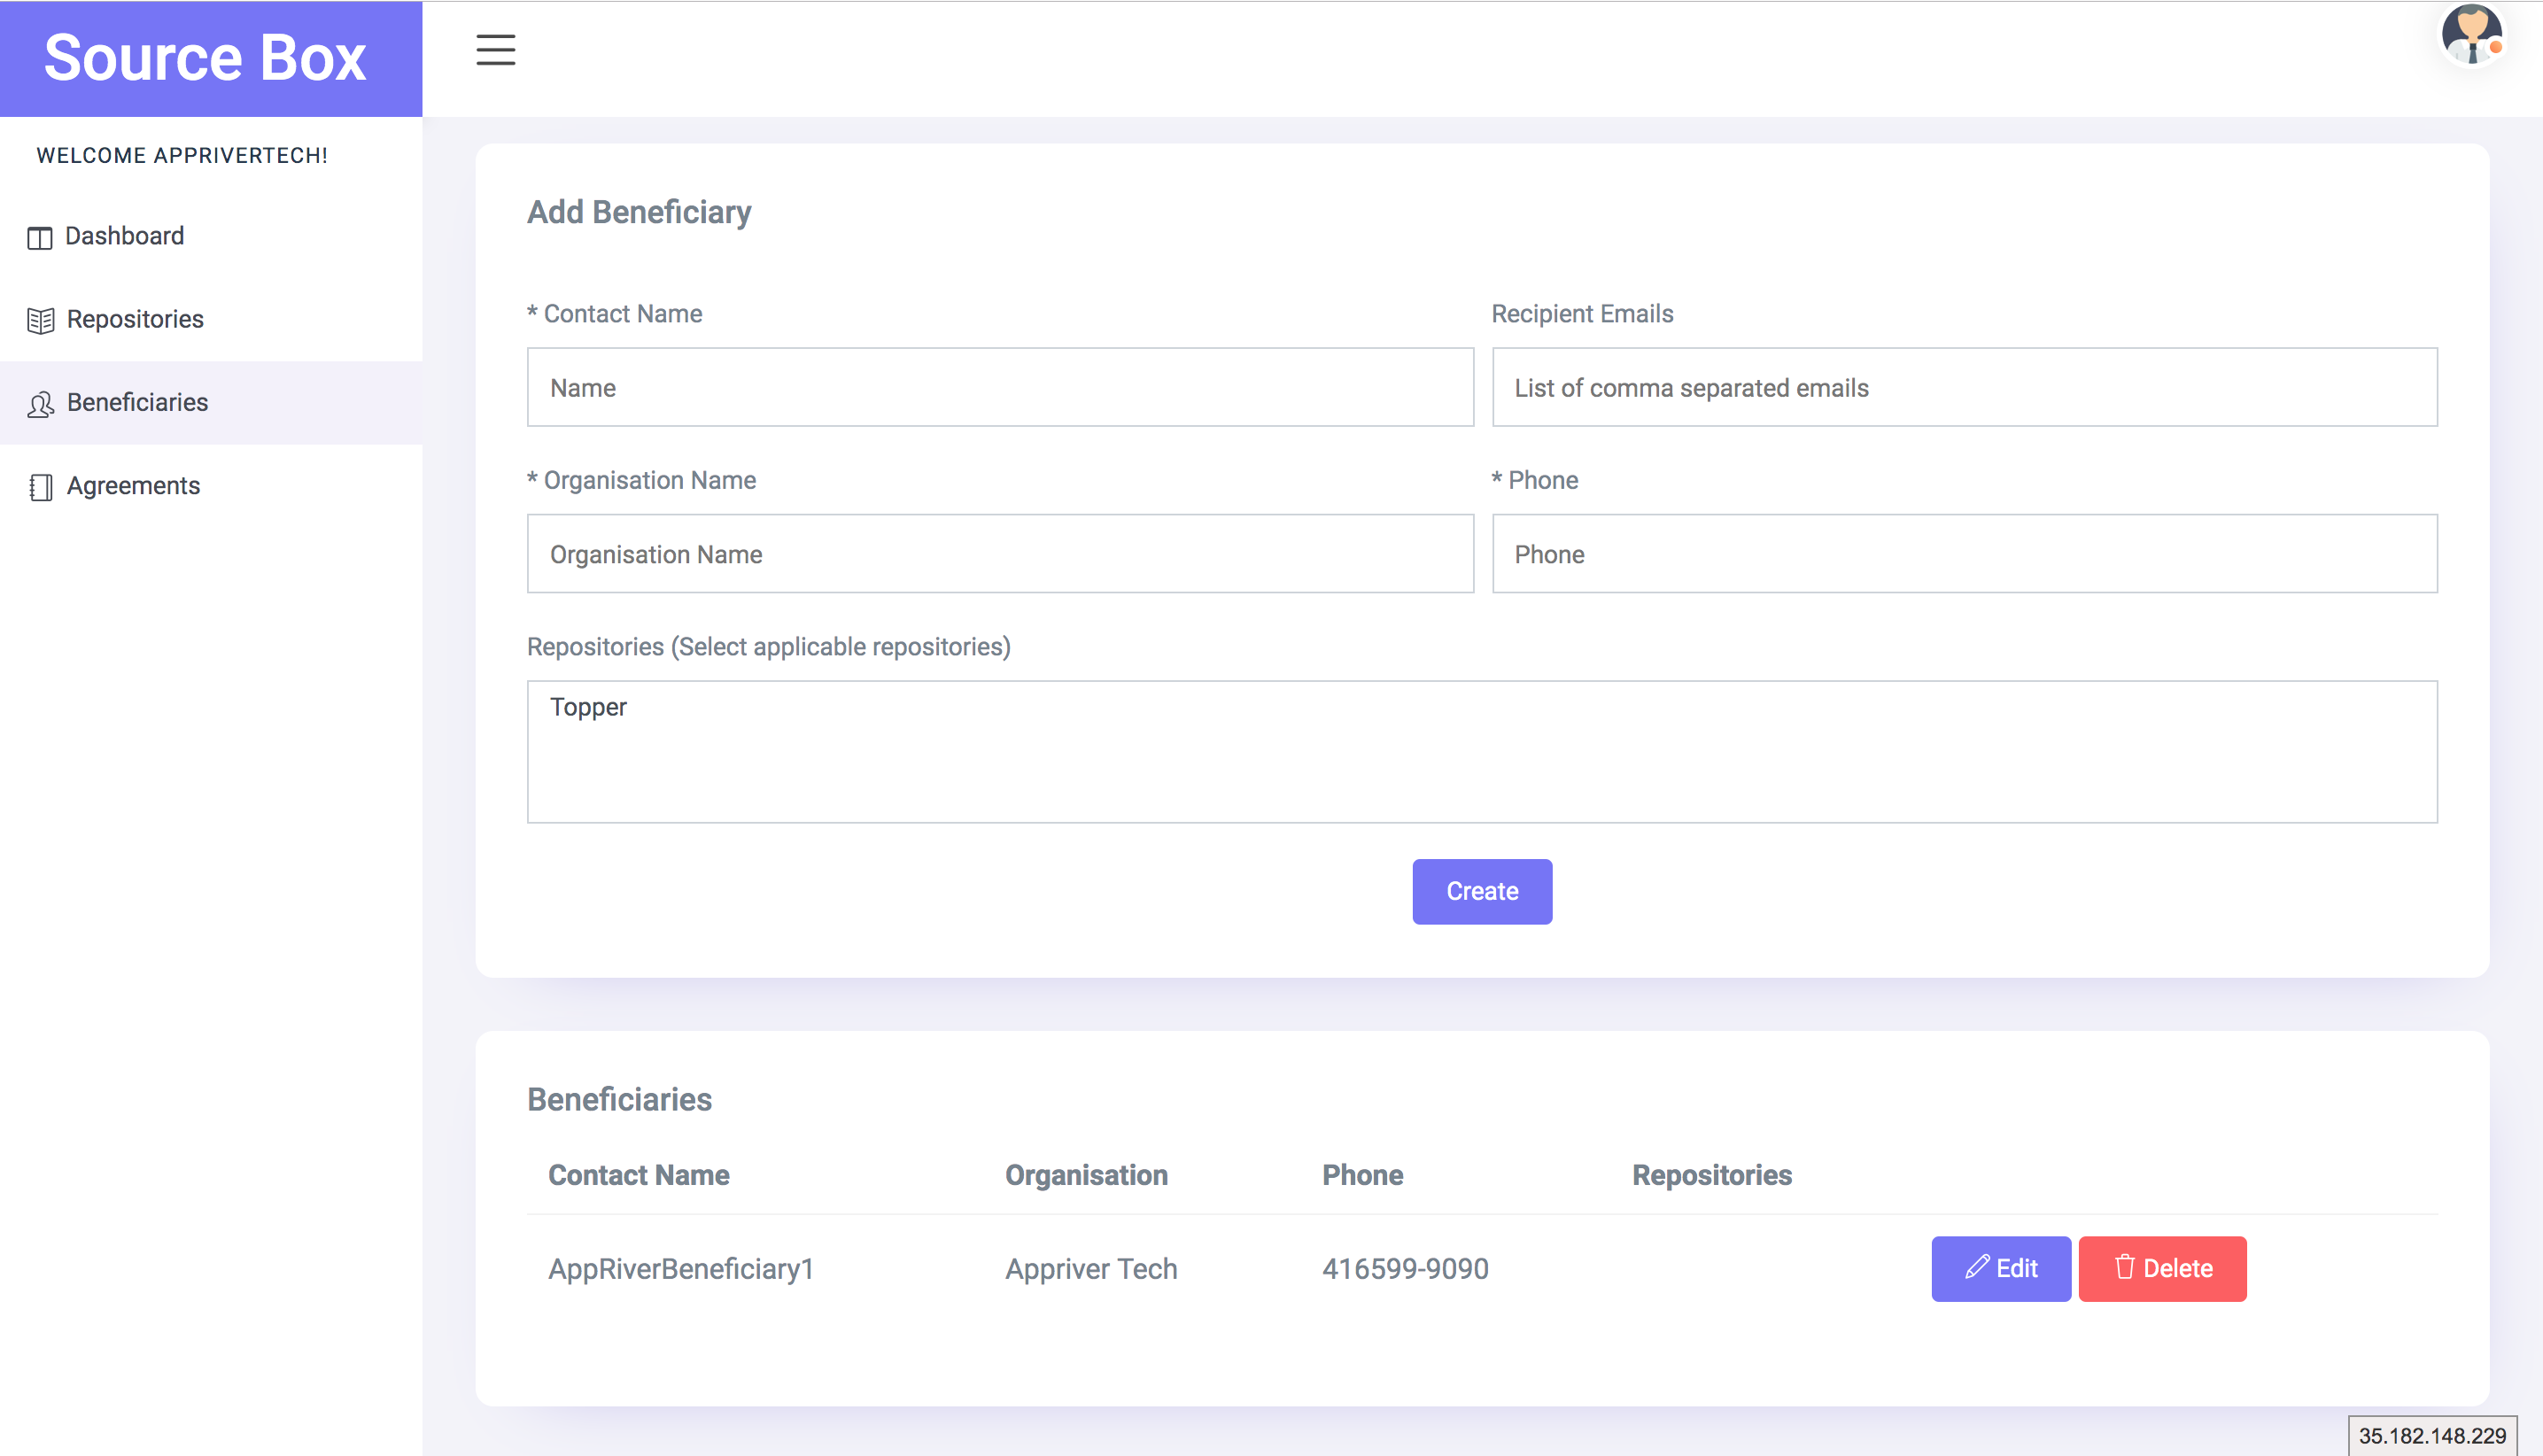 Source Box
WELCOME APPRIVERTECH!
Dashboard
Repositories
Beneficiaries
Agreements
Add Beneficiary
* Contact Name
Recipient Emails
Name
List of comma separated emails
* Organisation Name
* Phone
Organisation Name
Phone
Repositories (Select applicable repositories)
Topper
Create
Beneficiaries
Contact Name Organisation Phone Repositories
AppRiverBeneficiary1 Appriver Tech 416599-9090 Edit Delete
35.182.148.229